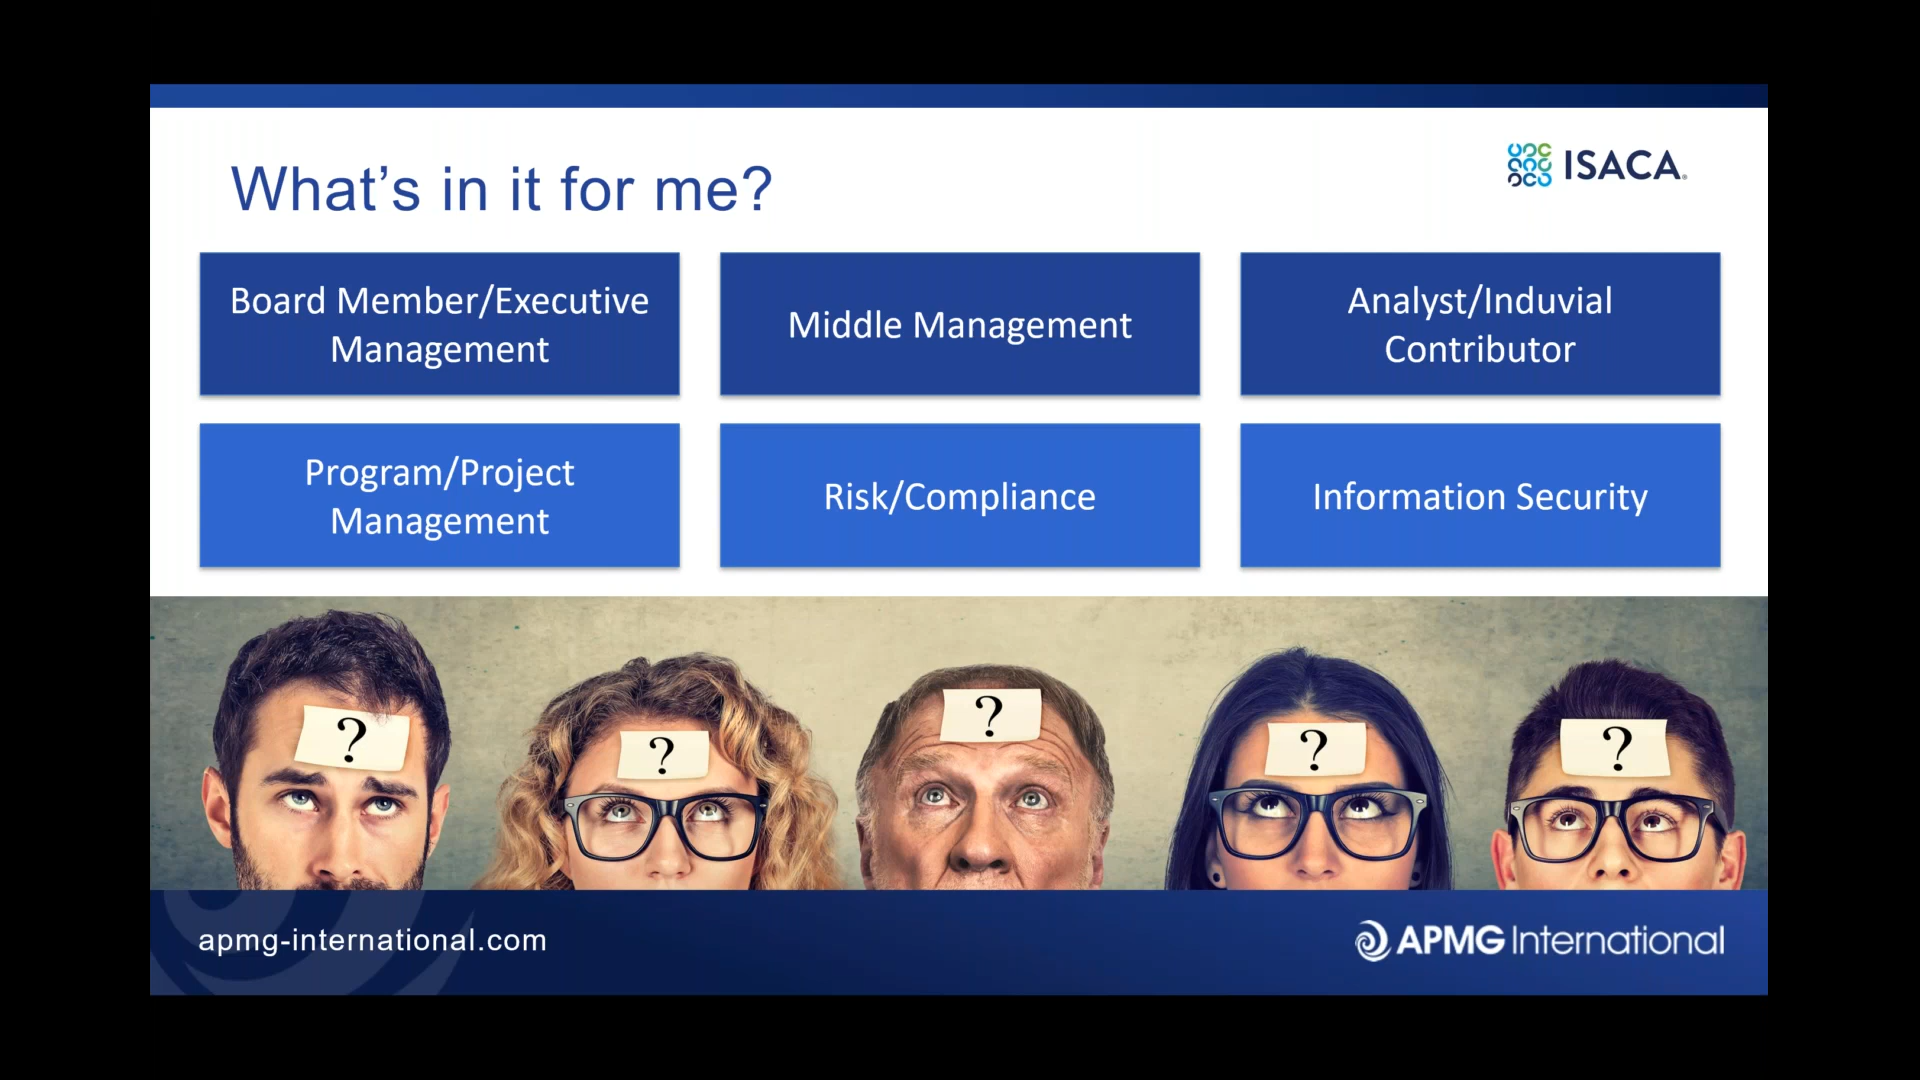 What's in it for me?
ISACA®
Board Member/Executive
Management
Middle Management
Analyst/Induvial
Contributor
Program/Project
Management
Risk/Compliance
Information Security
?
?
?
?
?
apmg-international.com
APMG International